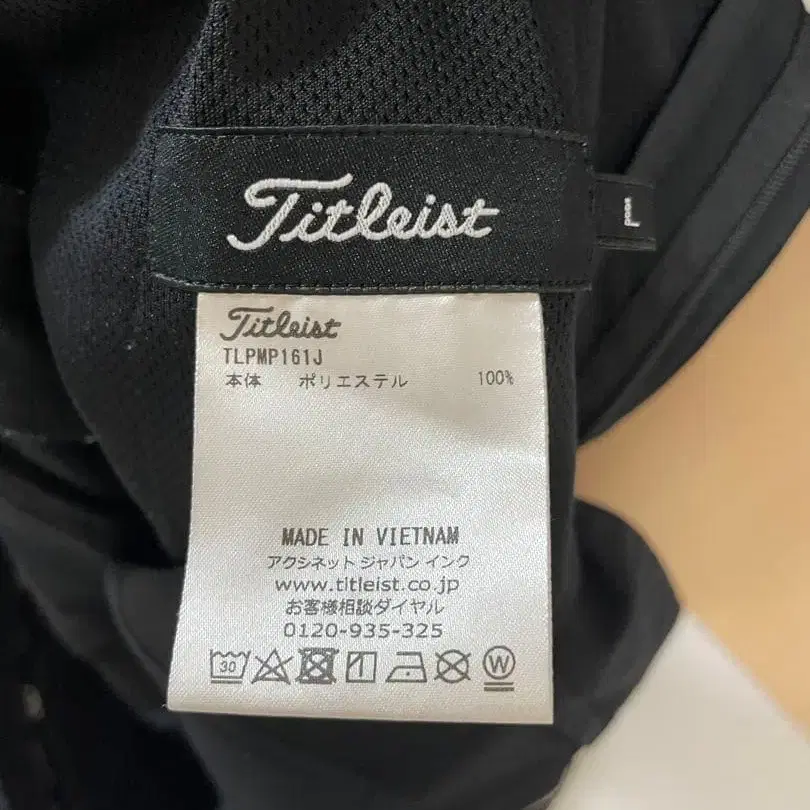 Titleist
L
Titleist
TLPMP161J
本体 ポリエステル 100%
MADE IN VIETNAM
アクシネット ジャパン インク
www.titleist.co.jp
お客様相談ダイヤル
0120-935-325
30 W